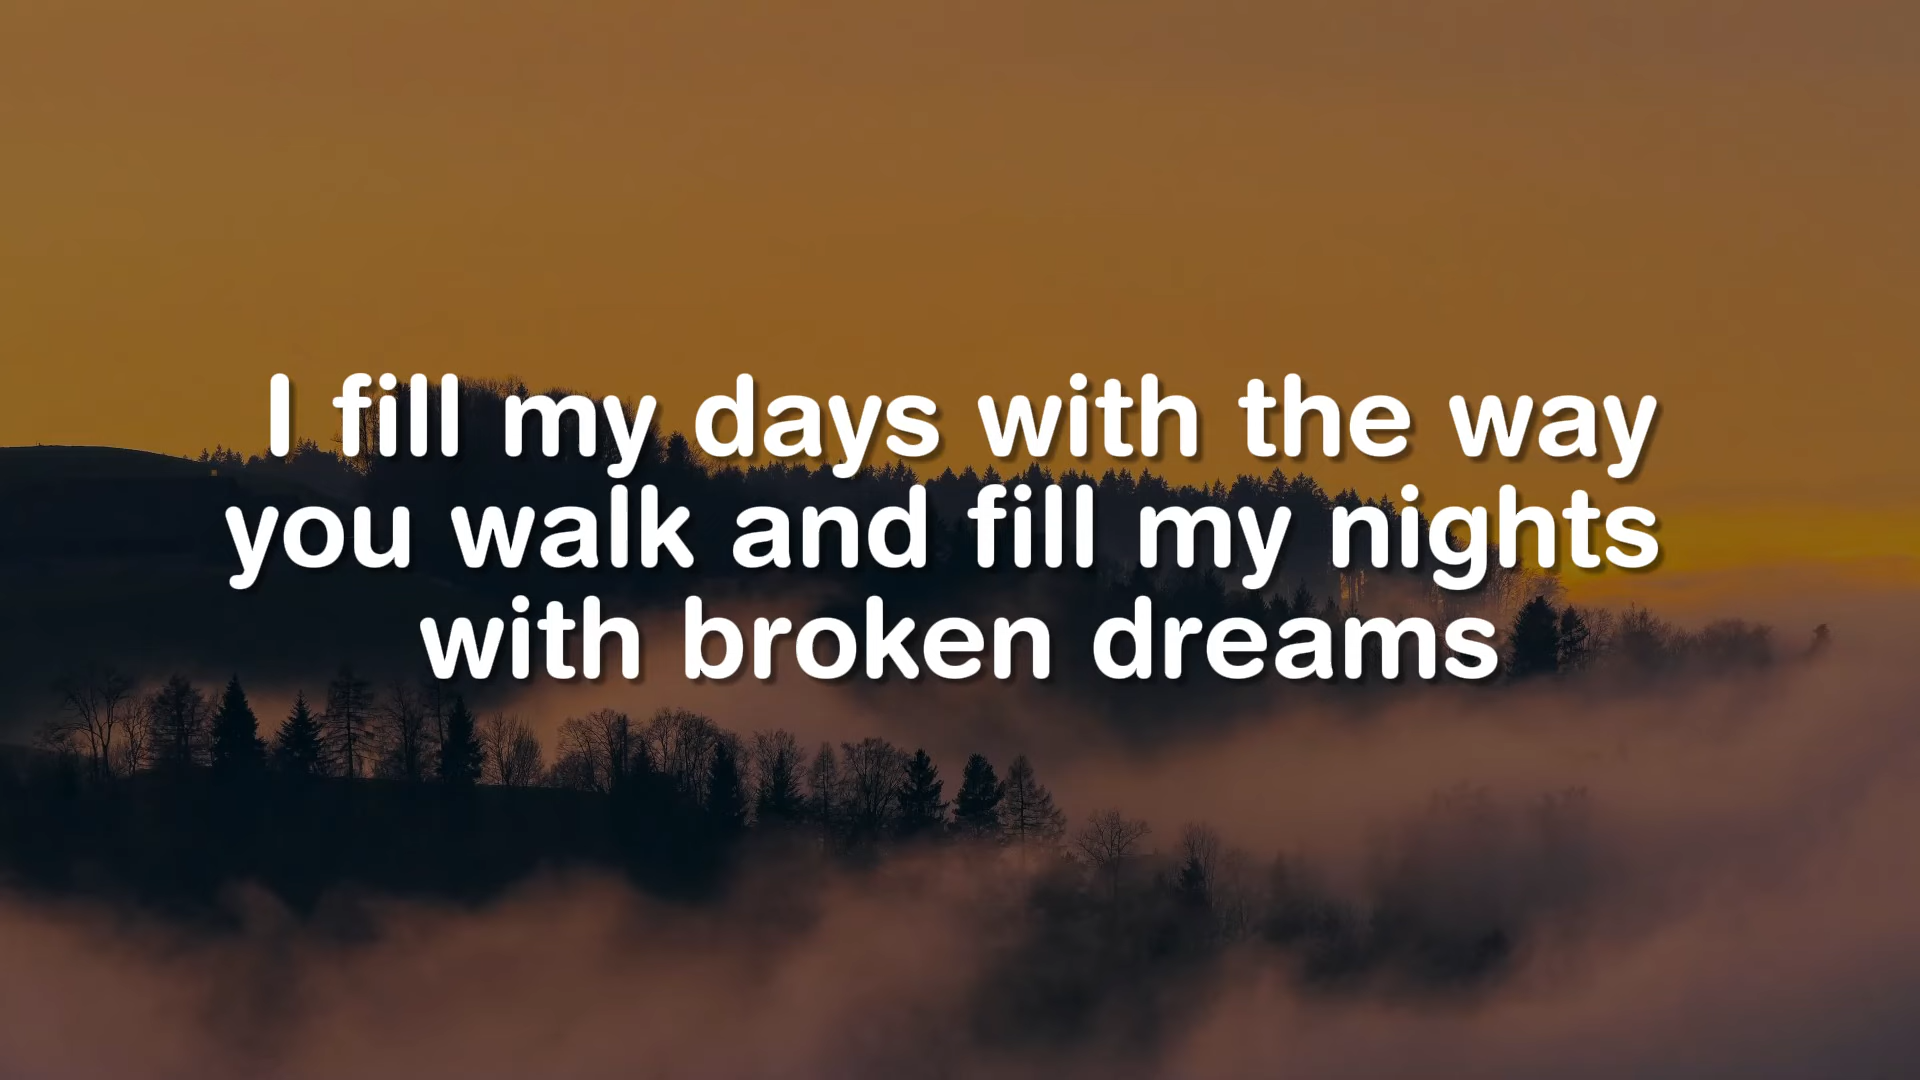 I fill my days with the way
you walk and fill my nights
with broken dreams